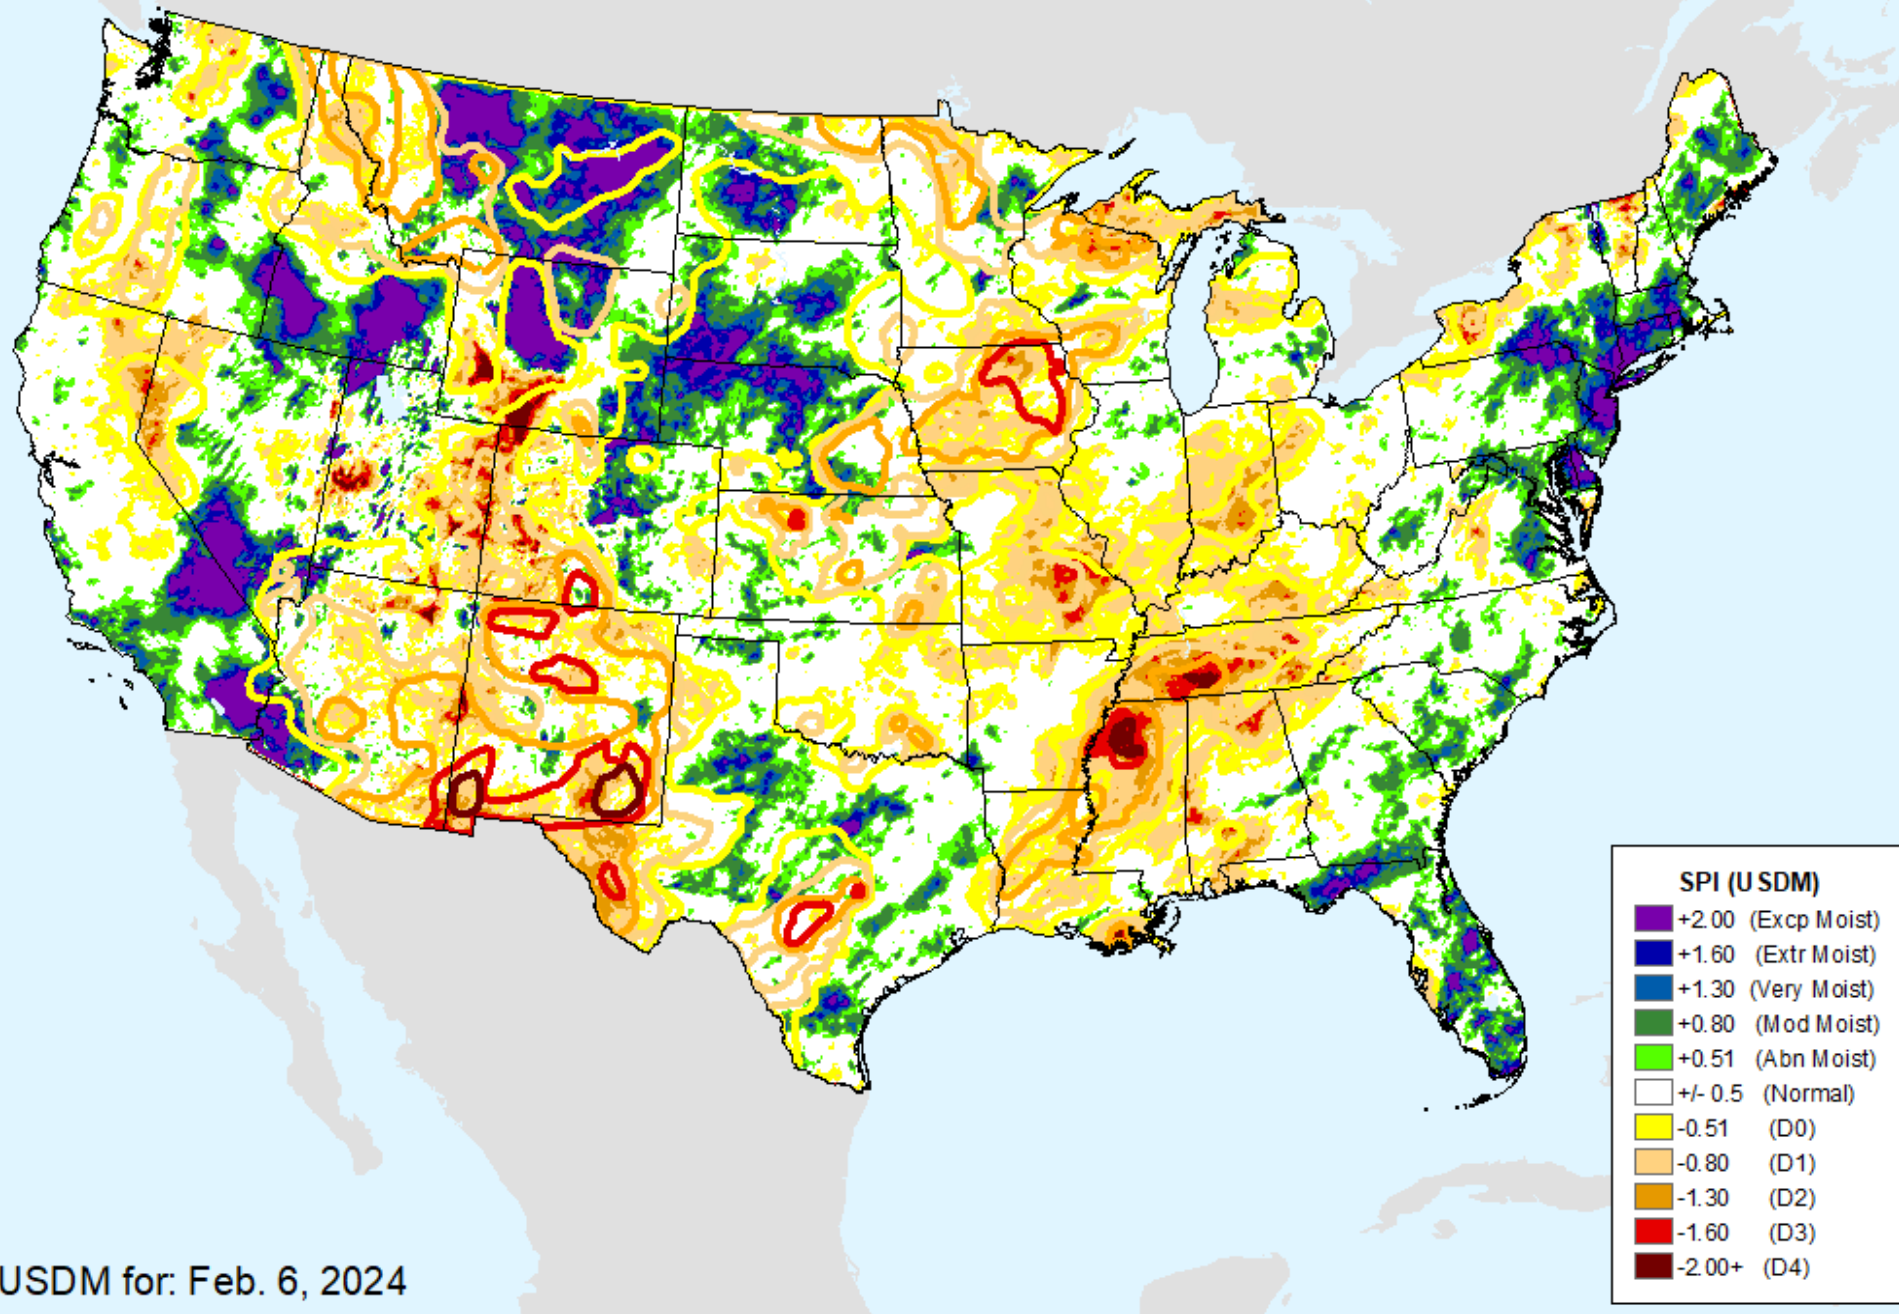 SPI (USDM)
+2.00 (Excp Moist)
+1.60 (Extr Moist)
+1.30 (Very Moist)
+0.80 (Mod Moist)
+0.51 (Abn Moist)
+/- 0.5 (Normal)
-0.51 (D0)
-0.80 (D1)
-1.30 (D2)
-1.60 (D3)
-2.00+ (D4)
USDM for: Feb. 6, 2024